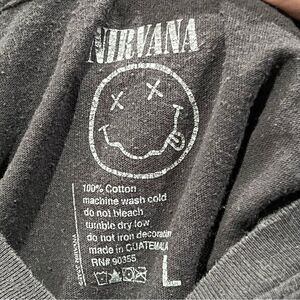 NIRVANA
100% Cotton
machine wash cold
do not bleach
tumble dry low
do not iron decoration
made in GUATEMALA
RN# 90355
L